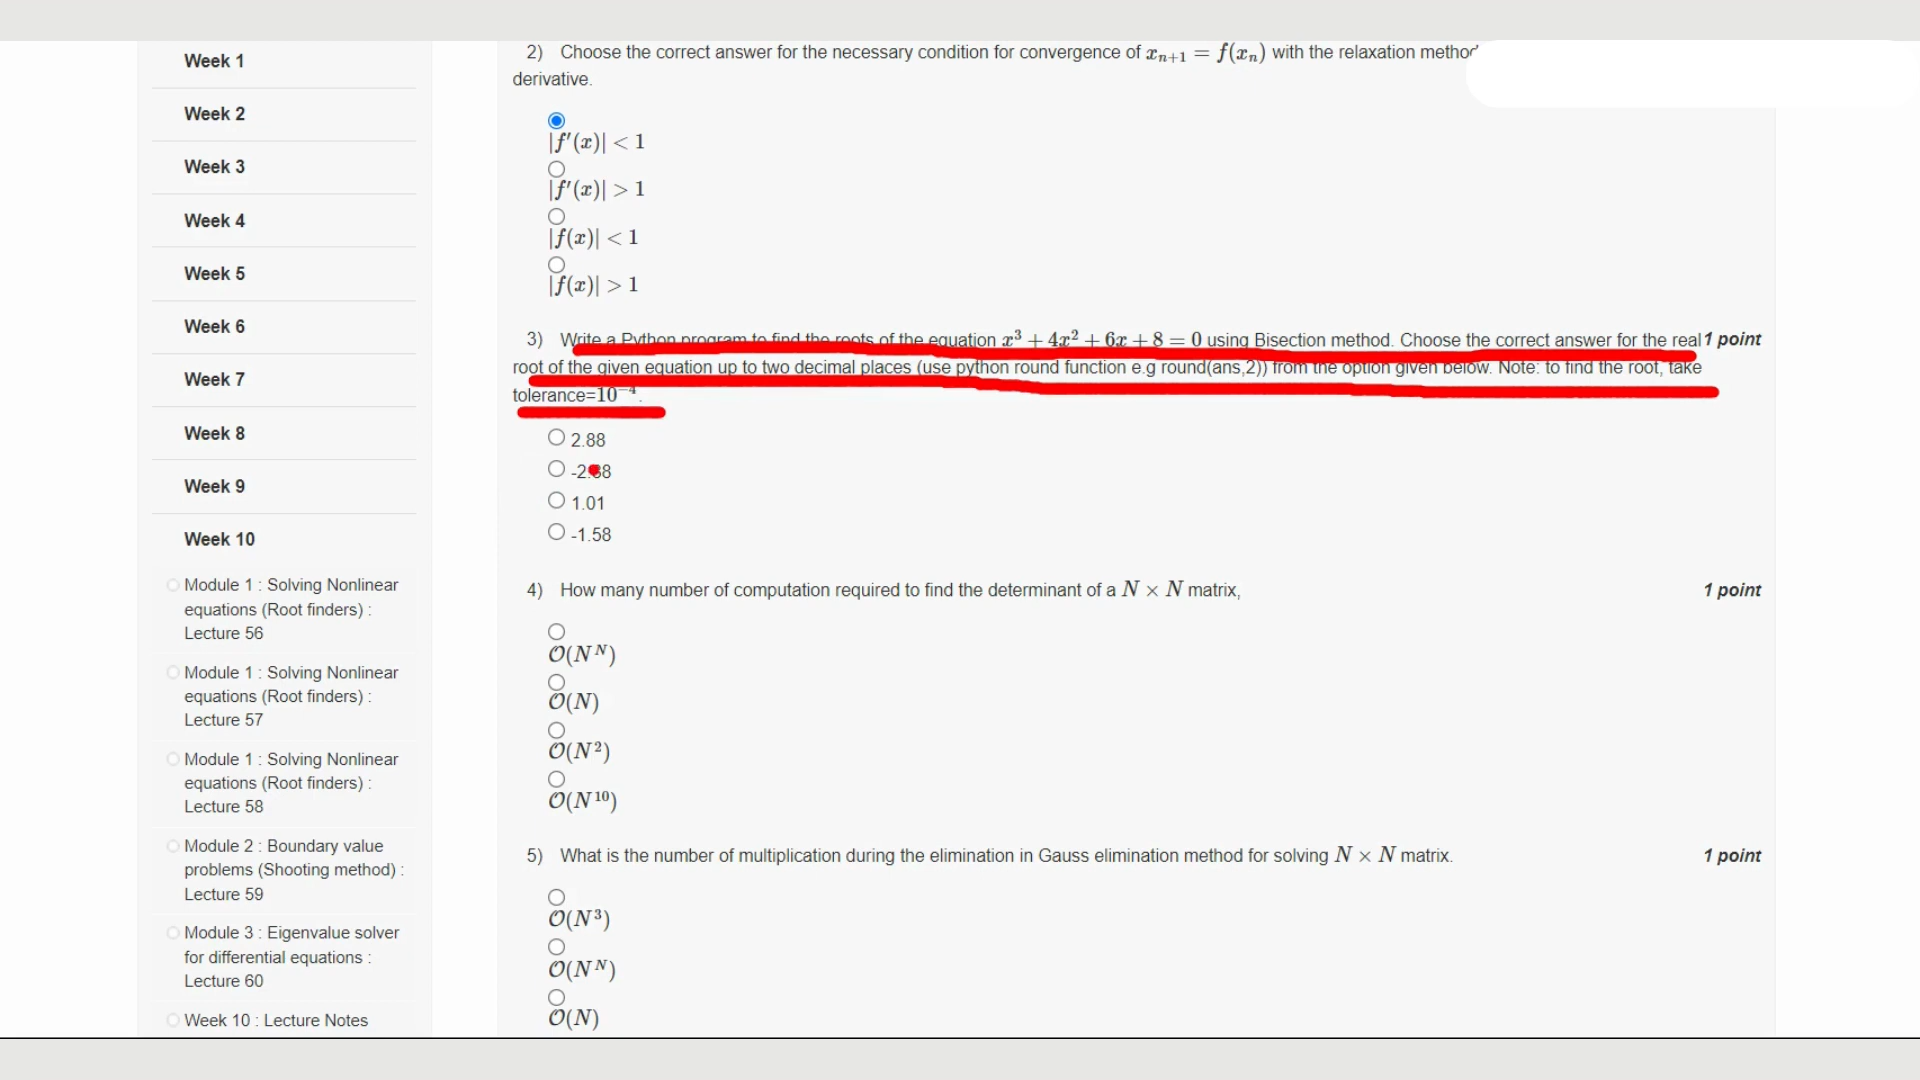 Week 1
Week 2
Week 3
Week 4
Week 5
Week 6
Week 7
Week 8
Week 9
Week 10
Module 1 : Solving Nonlinear
equations (Root finders) :
Lecture 56
Module 1 : Solving Nonlinear
equations (Root finders) :
Lecture 57
Module 1 : Solving Nonlinear
equations (Root finders) :
Lecture 58
Module 2 : Boundary value
problems (Shooting method) :
Lecture 59
Module 3 : Eigenvalue solver
for differential equations :
Lecture 60
Week 10 : Lecture Notes
2) Choose the correct answer for the necessary condition for convergence of xₙ₊₁ = f(xₙ) with the relaxation method
derivative.
|f′(x)| < 1
|f′(x)| > 1
|f(x)| < 1
|f(x)| > 1
3) Write a Python program to find the roots of the equation x³ + 4x² + 6x + 8 = 0 using Bisection method. Choose the correct answer for the real 1 point
root of the given equation up to two decimal places (use python round function e.g round(ans,2)) from the option given below. Note: to find the root, take
tolerance=10⁻⁴.
2.88
1.01
-1.58
4) How many number of computation required to find the determinant of a N × N matrix, 1 point
O(Nᴺ)
O(N)
O(N²)
O(N¹⁰)
5) What is the number of multiplication during the elimination in Gauss elimination method for solving N × N matrix. 1 point
O(N³)
O(Nᴺ)
O(N)